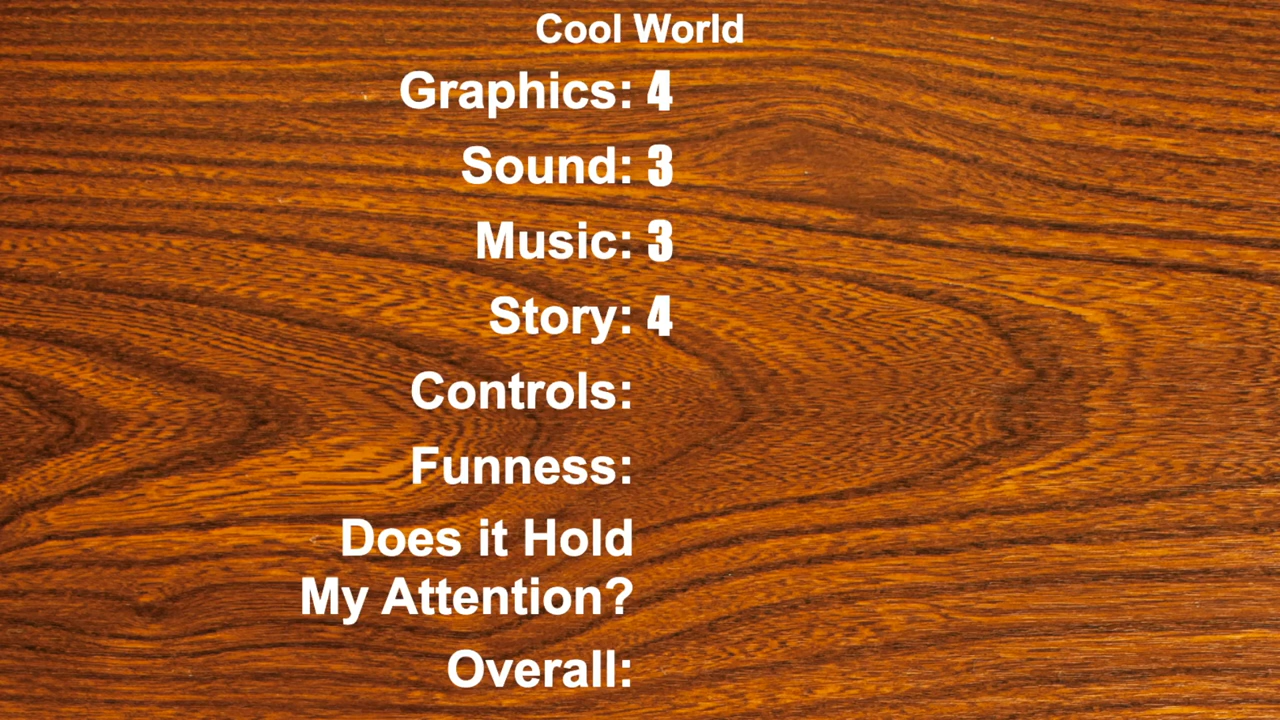 Cool World
Graphics: 4
Sound: 3
Music: 3
Story: 4
Controls:
Funness:
Does it Hold
My Attention?
Overall: